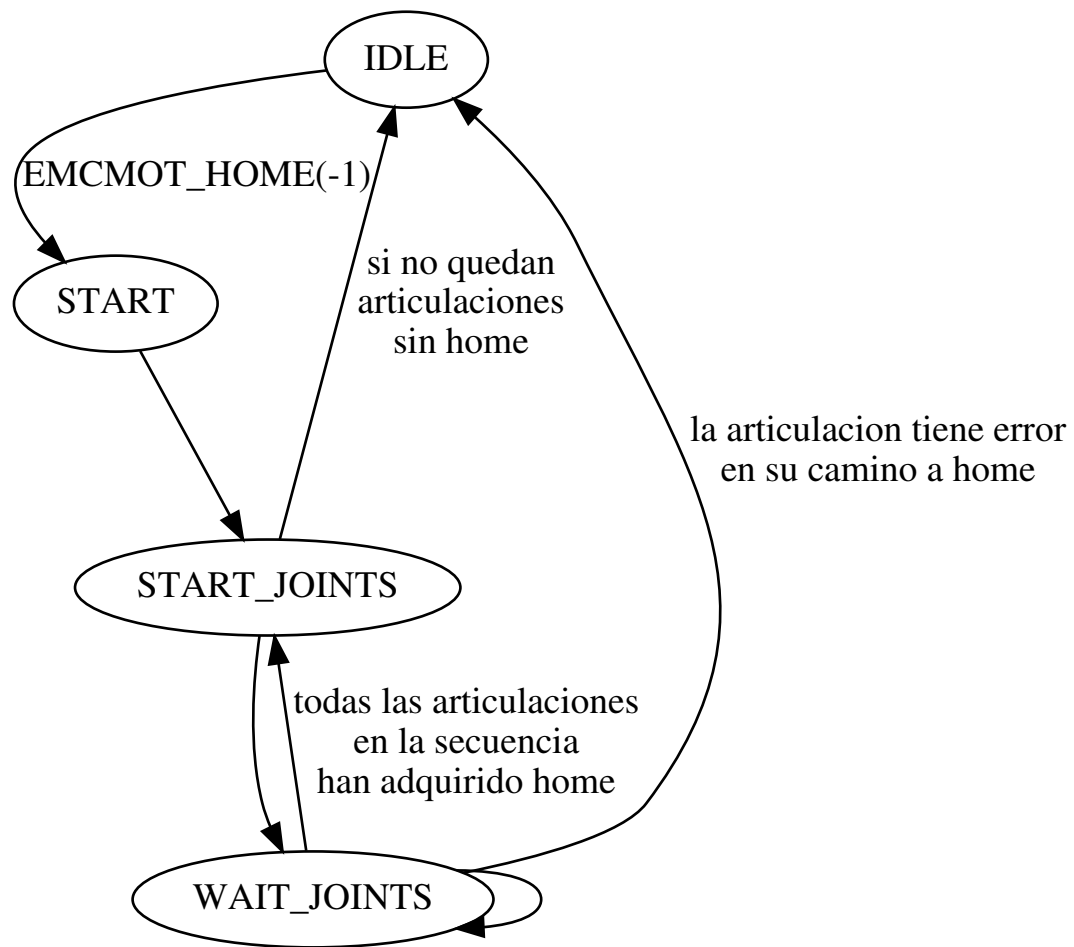 IDLE
EMCMOT_HOME(-1)
si no quedan
articulaciones
sin home
START
la articulacion tiene error
en su camino a home
START_JOINTS
todas las articulaciones
en la secuencia
han adquirido home
WAIT_JOINTS